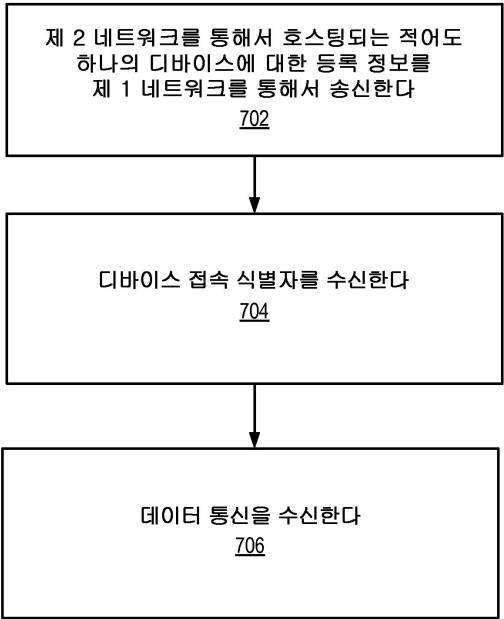 제 2 네트워크를 통해서 호스팅되는 적어도
하나의 디바이스에 대한 등록 정보를
제 1 네트워크를 통해서 송신한다
702
디바이스 접속 식별자를 수신한다
704
데이터 통신을 수신한다
706